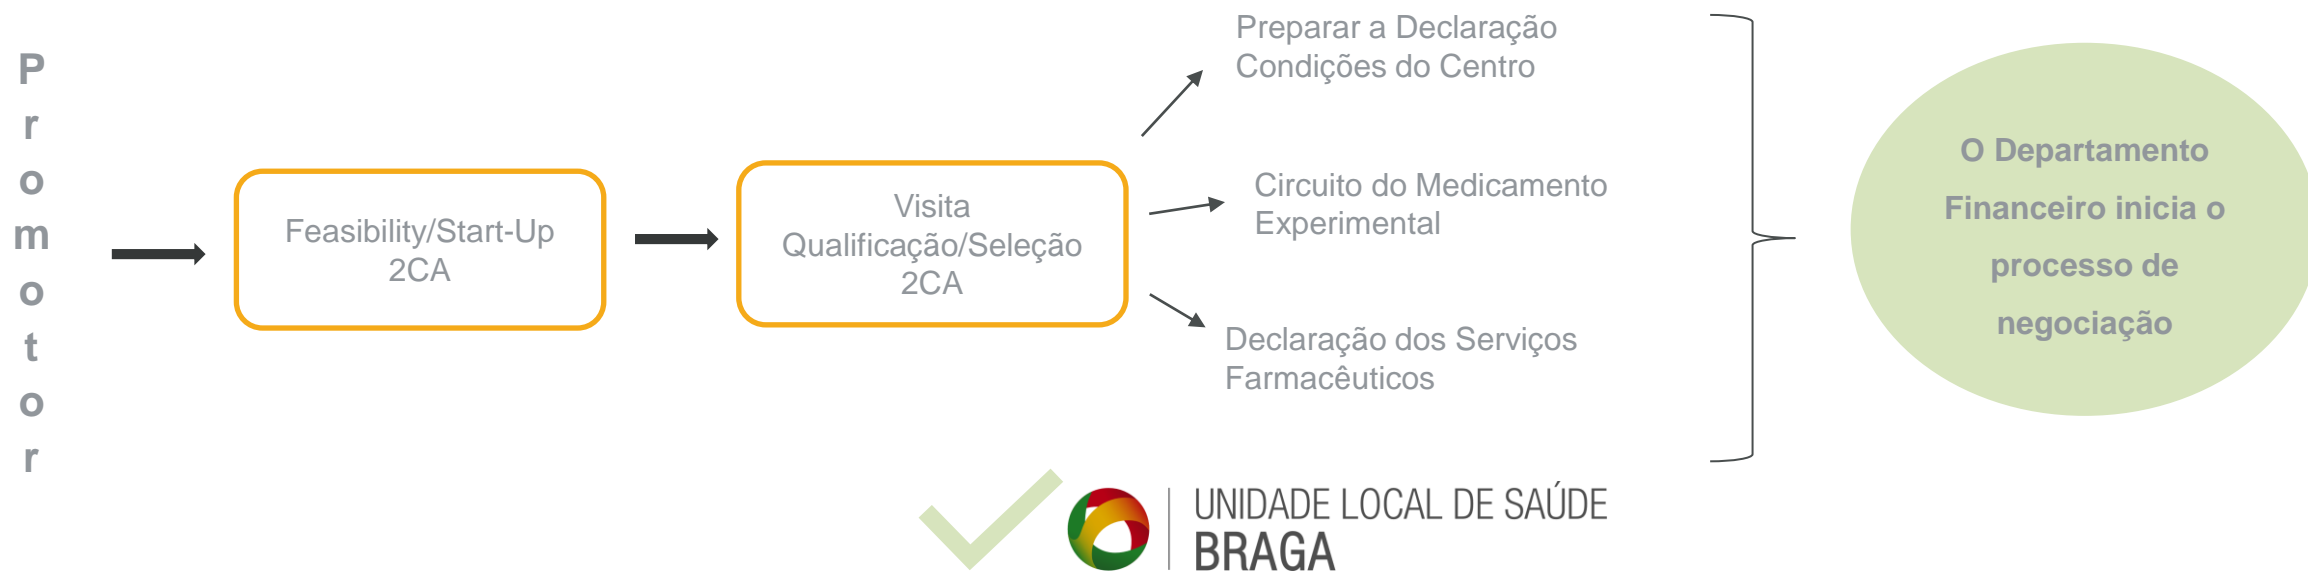 Promotor
Feasibility/Start-Up
2CA
Visita
Qualificação/Seleção
2CA
Preparar a Declaração
Condições do Centro
Circuito do Medicamento
Experimental
Declaração dos Serviços
Farmacêuticos
O Departamento
Financeiro inicia o
processo de
negociação
UNIDADE LOCAL DE SAÚDE
BRAGA